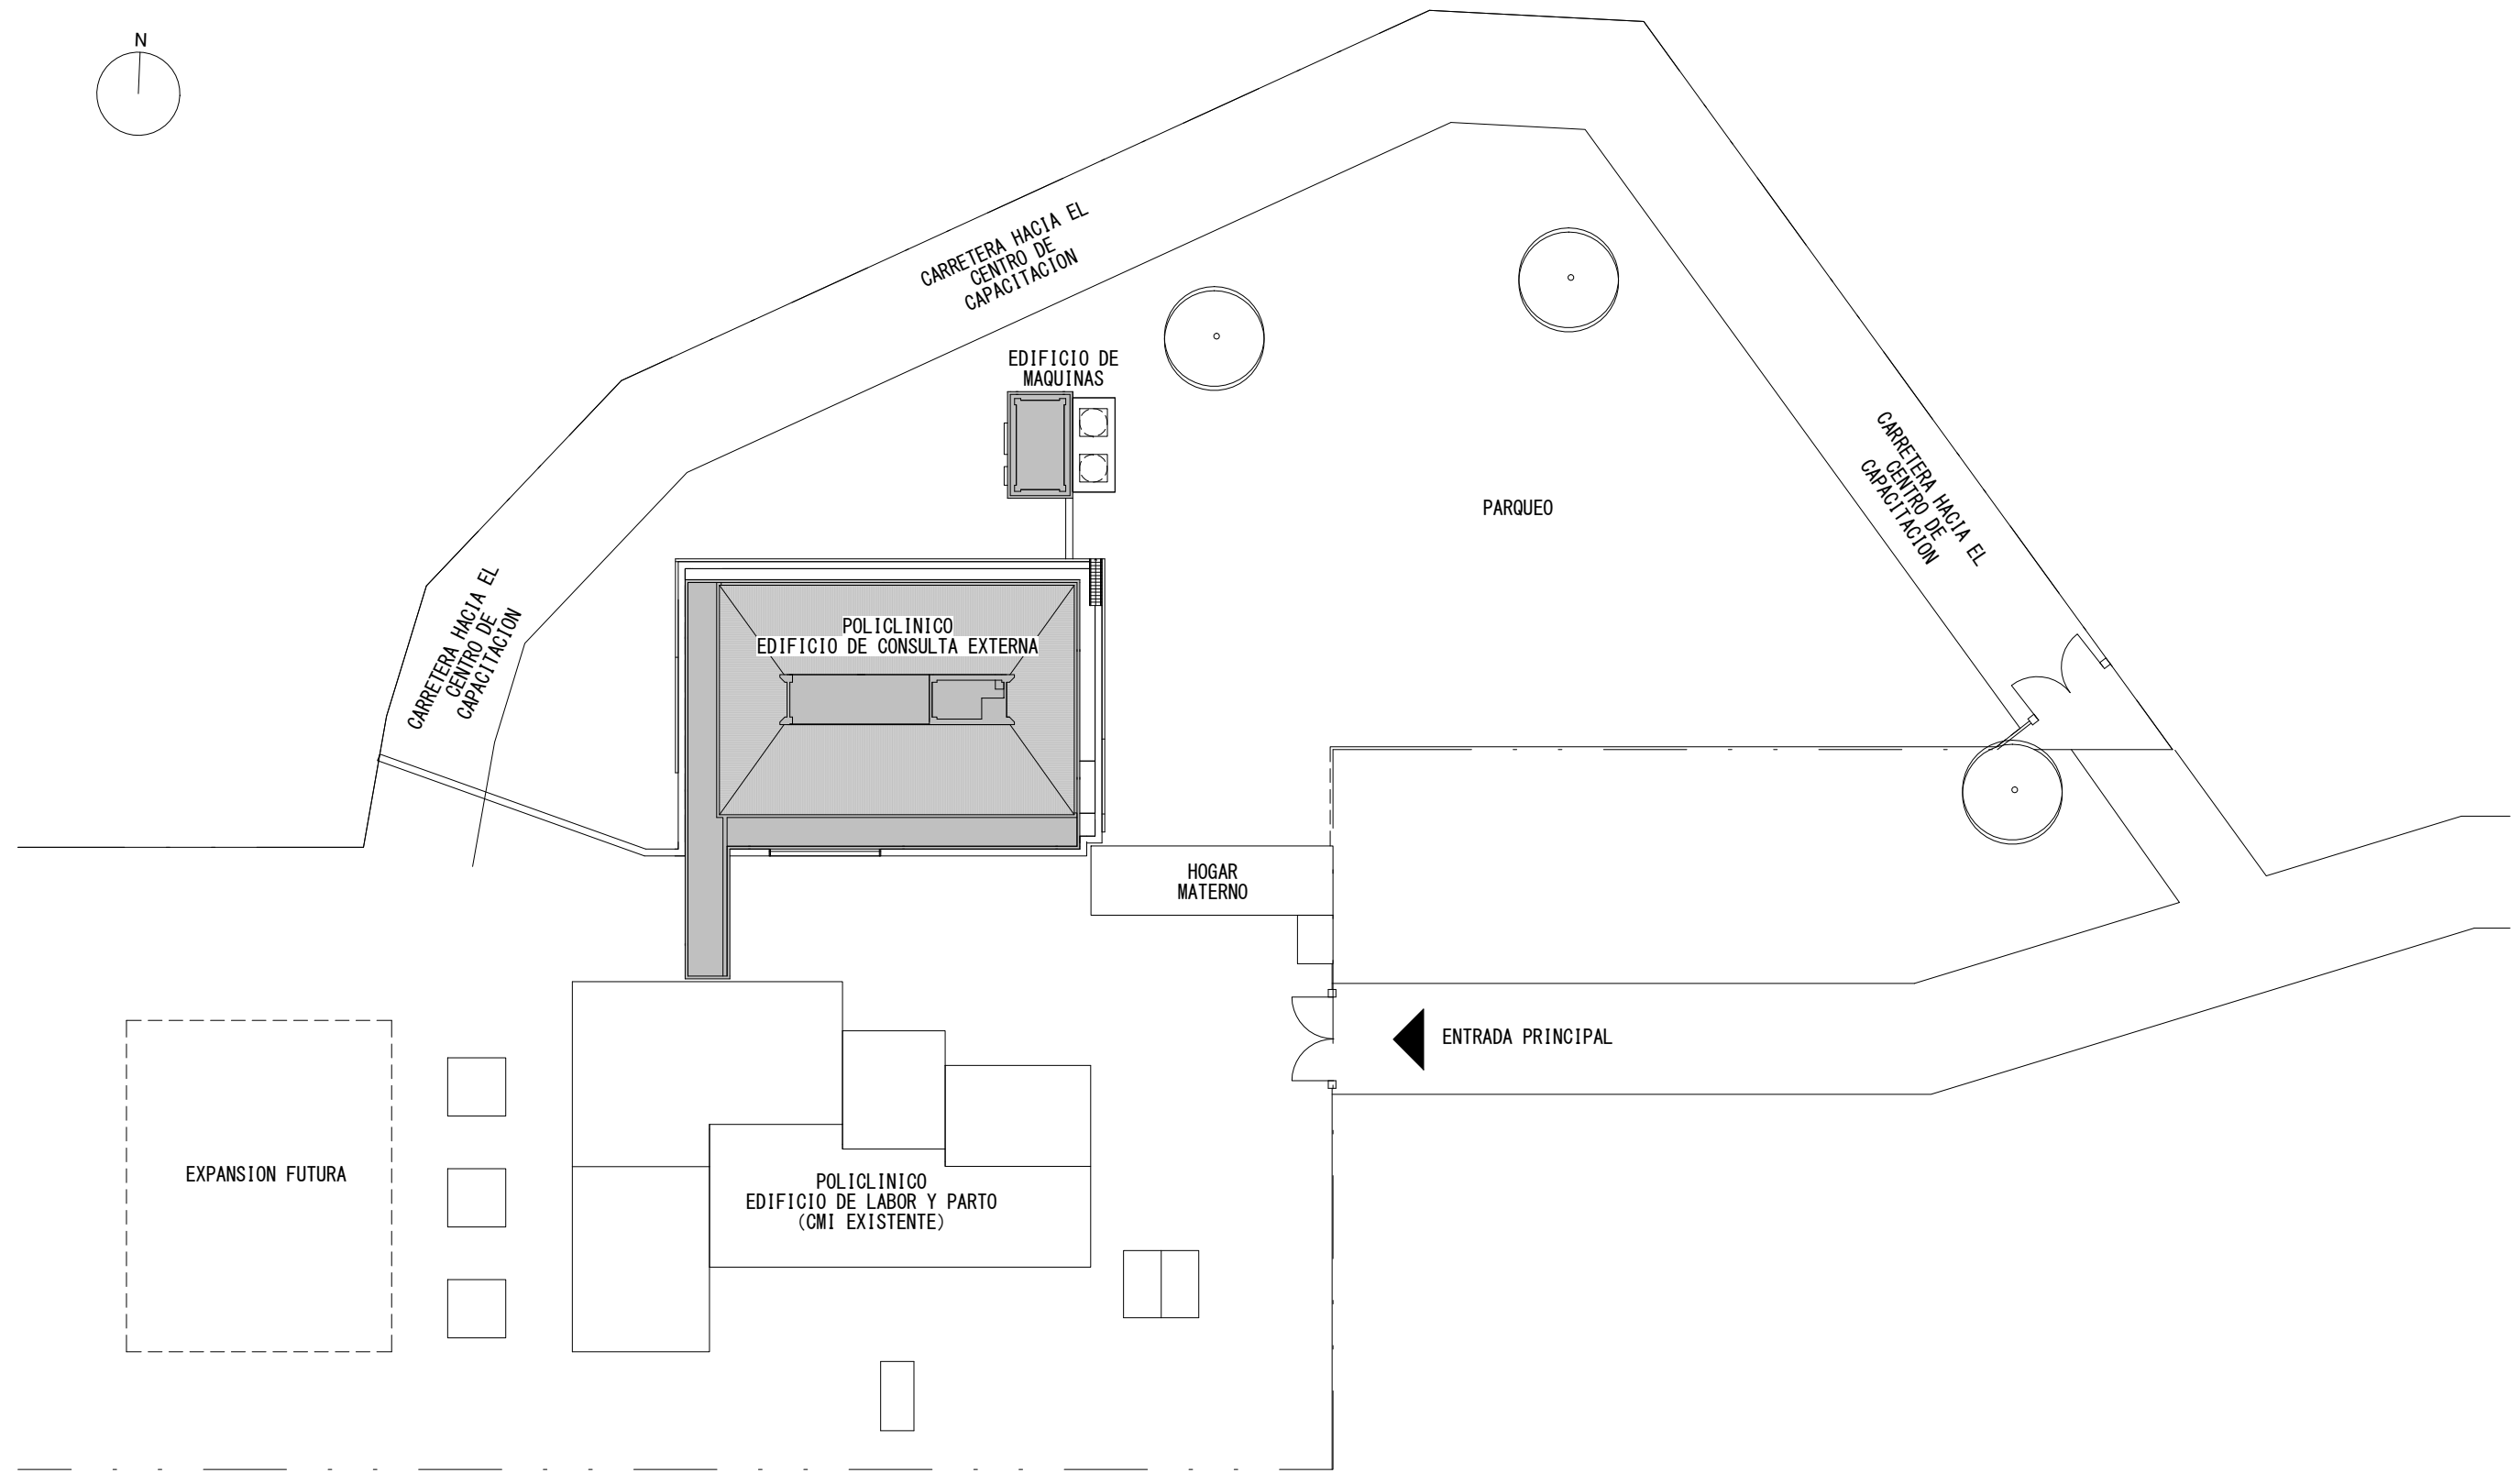 N
CARRETERA HACIA EL
CENTRO DE
CAPACITACION
EDIFICIO DE
MAQUINAS
CARRETERA HACIA EL
CENTRO DE
CAPACITACION
PARQUEO
CARRETERA HACIA EL
CENTRO DE
CAPACITACION
POLICLINICO
EDIFICIO DE CONSULTA EXTERNA
HOGAR
MATERNO
ENTRADA PRINCIPAL
EXPANSION FUTURA
POLICLINICO
EDIFICIO DE LABOR Y PARTO
(CMI EXISTENTE)